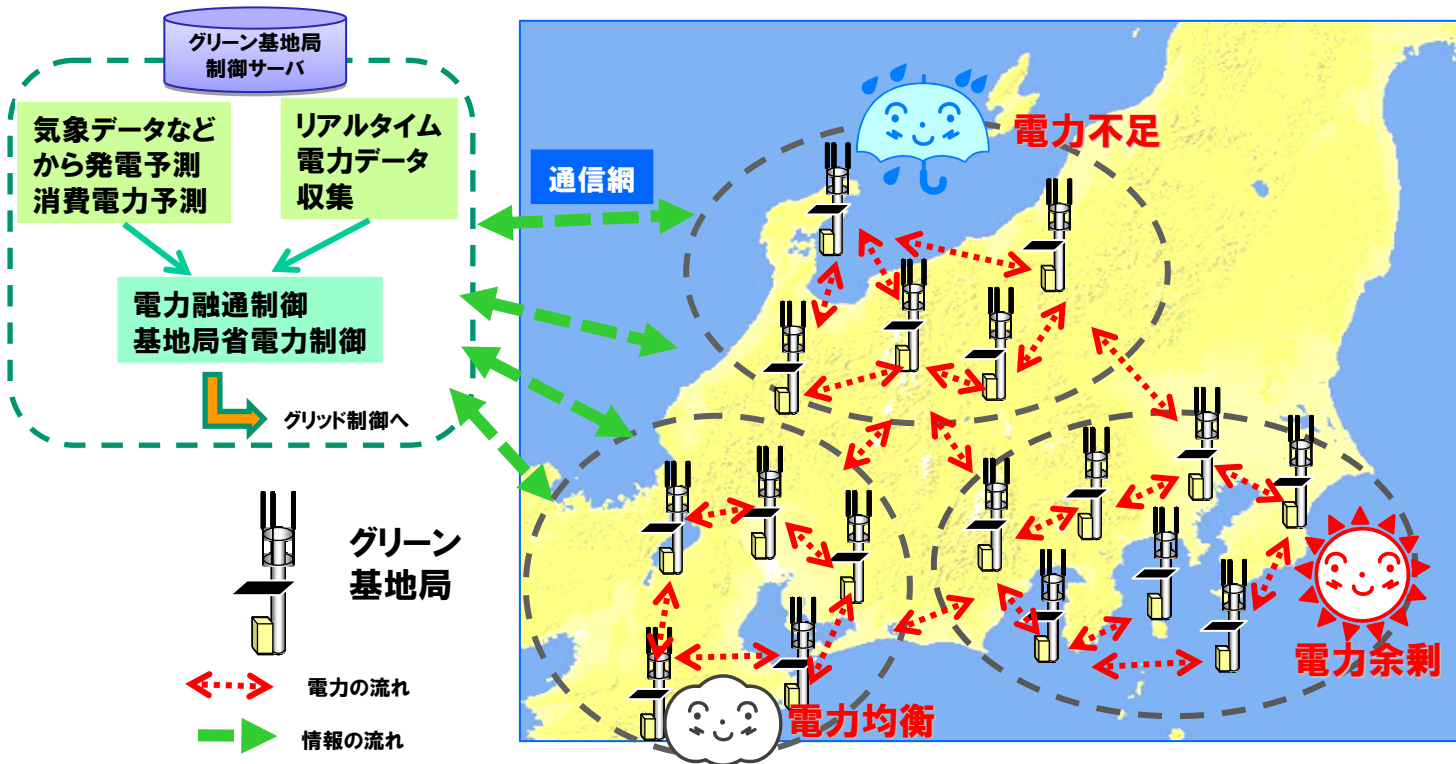 グリーン基地局
制御サーバ
気象データなど
から発電予測
消費電力予測
リアルタイム
電力データ
収集
電力融通制御
基地局省電力制御
グリッド制御へ
通信網
電力不足
電力余剰
電力均衡
グリーン
基地局
電力の流れ
情報の流れ